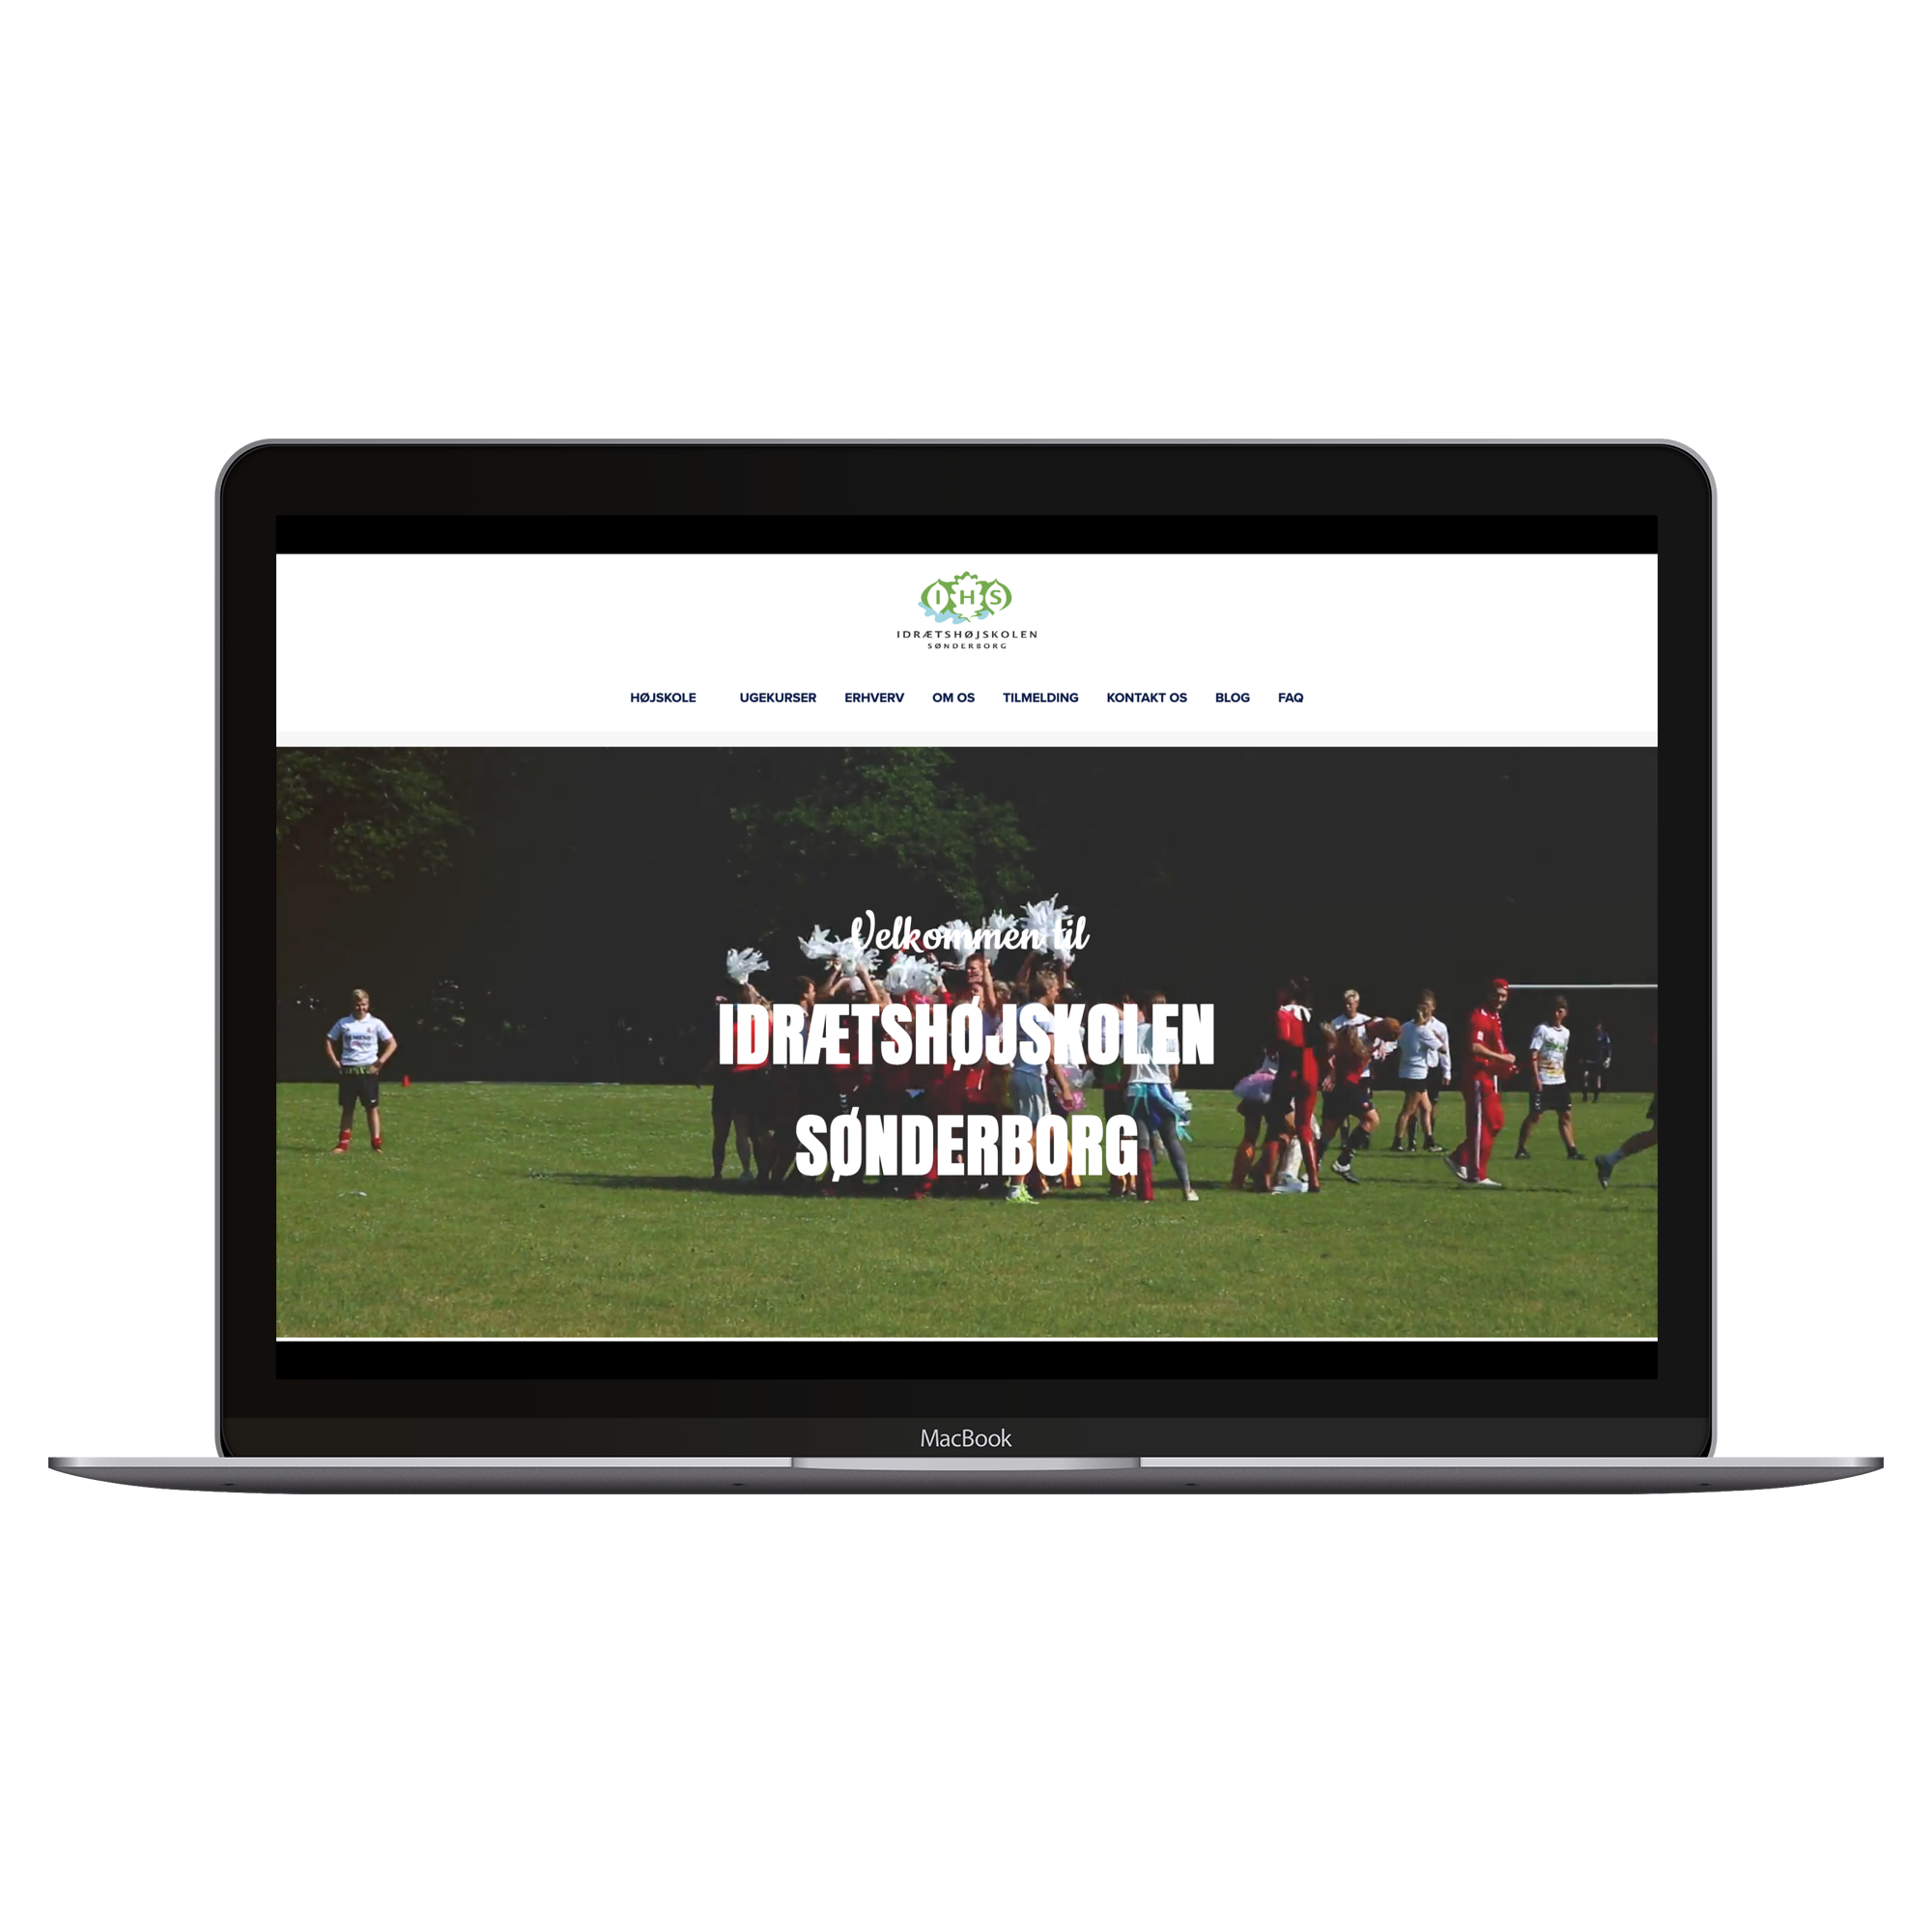 IHS
IDRÆTSHØJSKOLEN
SØNDERBORG
HØJSKOLE UGEKURSER ERHVERV OM OS TILMELDING KONTAKT OS BLOG FAQ
Velkommen til
IDRÆTSHØJSKOLEN
SØNDERBORG
MacBook